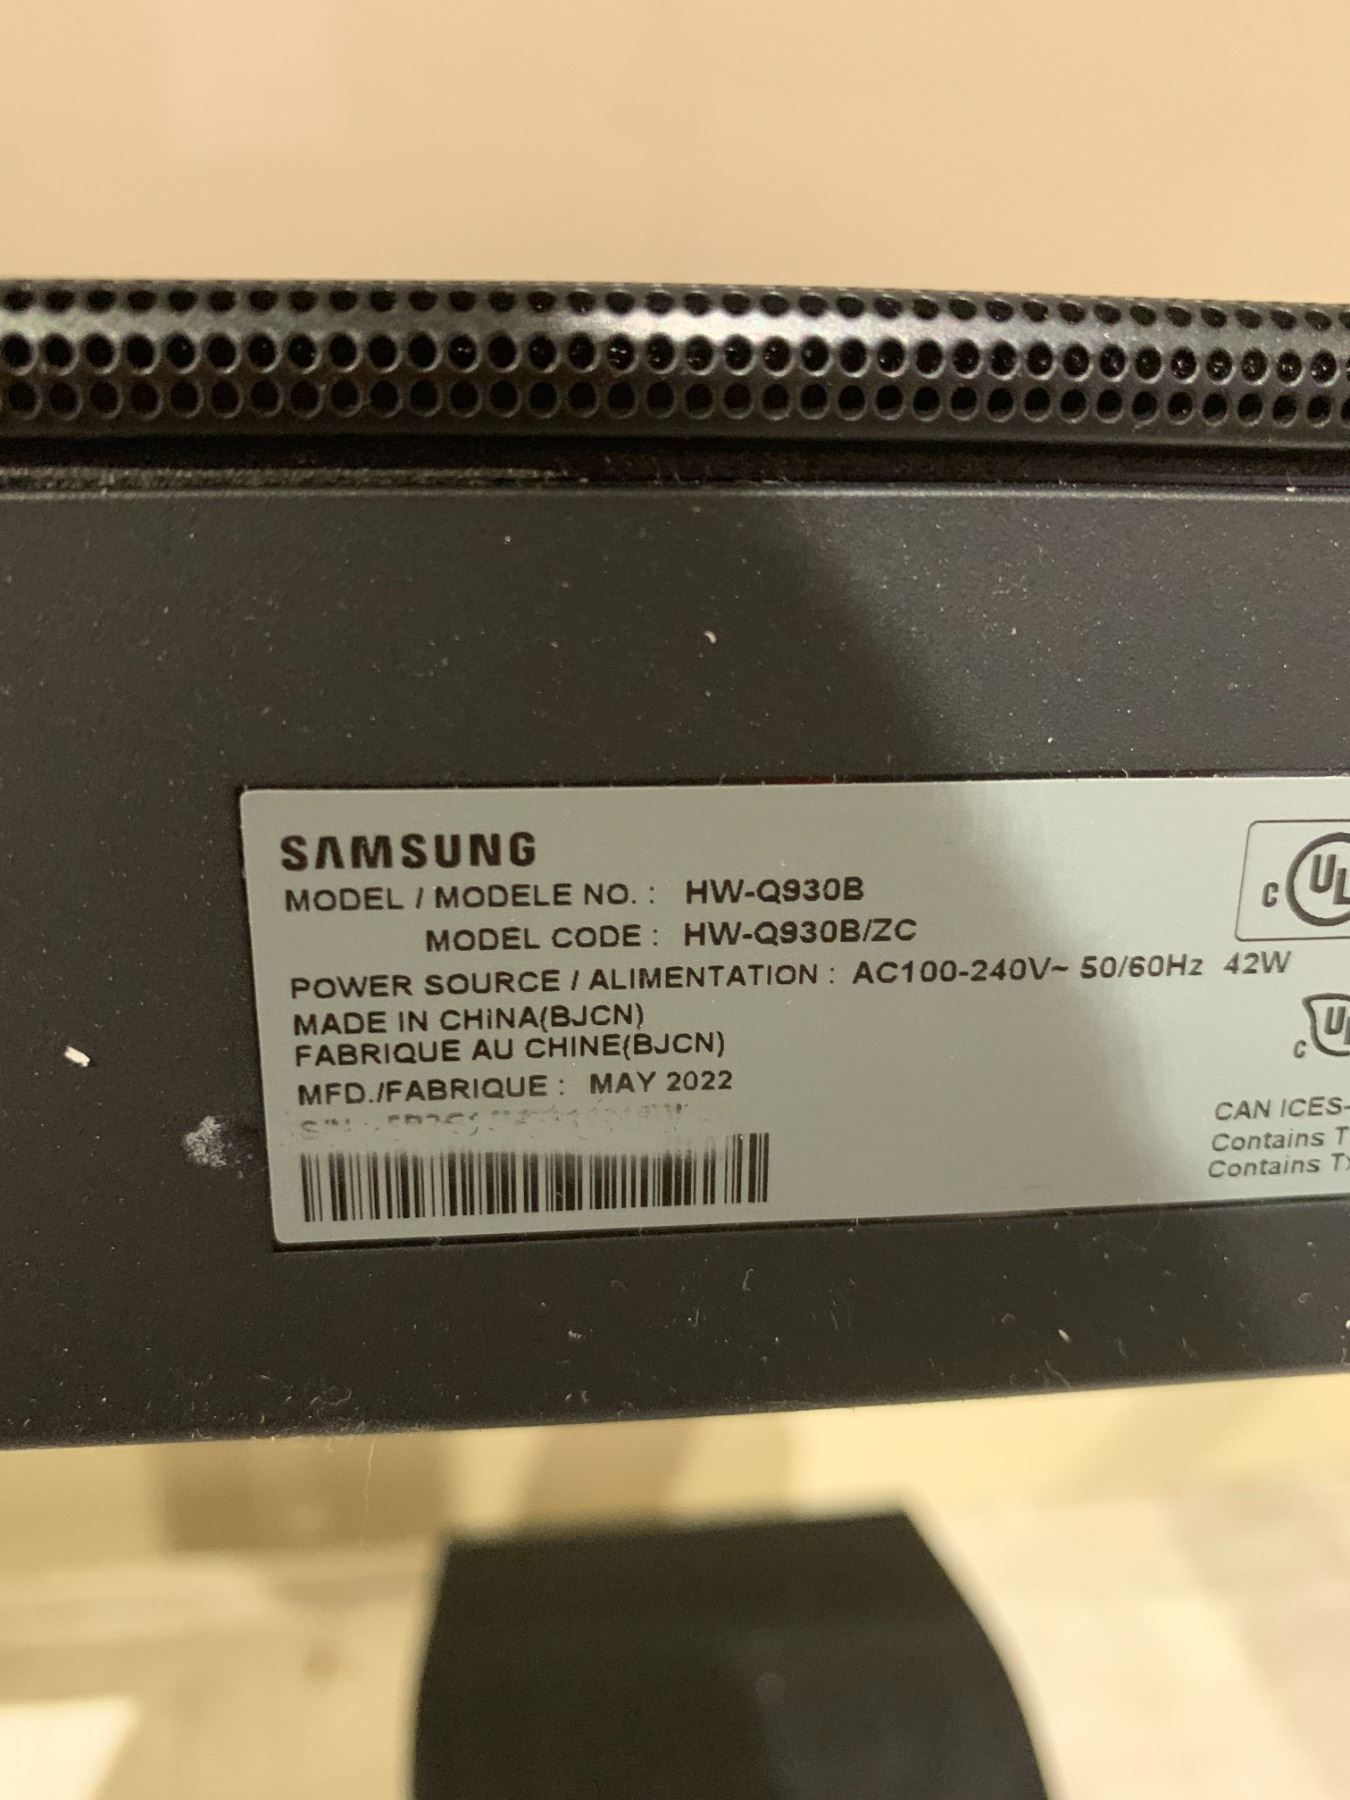 SAMSUNG
MODEL / MODELE NO. : HW-Q930B
MODEL CODE : HW-Q930B/ZC
POWER SOURCE / ALIMENTATION : AC100-240V~ 50/60Hz 42W
MADE IN CHINA(BJCN)
FABRIQUE AU CHINE(BJCN)
MFD./FABRIQUE : MAY 2022
C UL
C
CAN ICES-
Contains
Contains